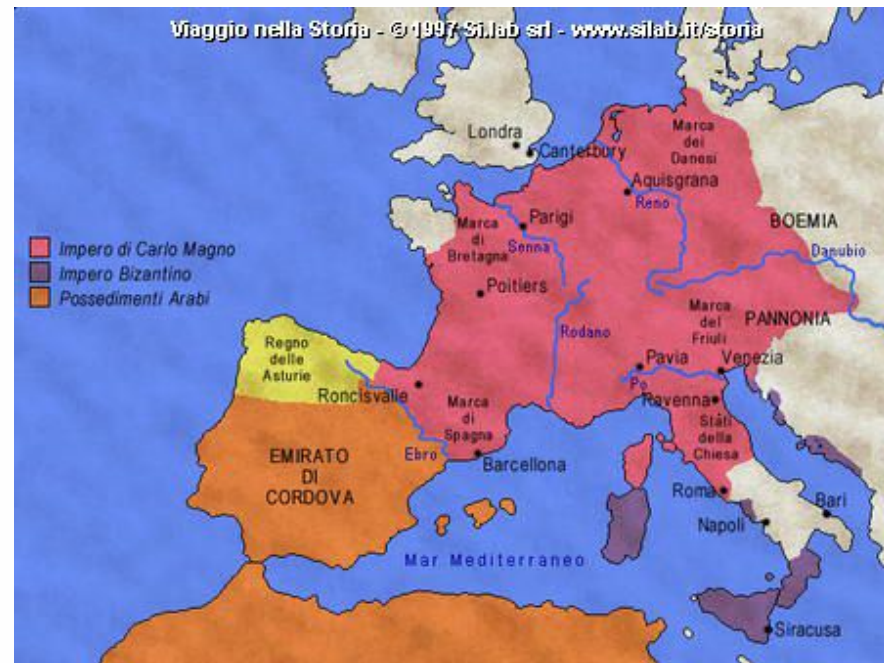 Viaggio nella Storia - © 1997 Si.lab srl - www.silab.it/storia
Londra
Canterbury
Marca
dei
Danesi
Aquisgrana
Reno
Parigi
Senna
Marca
di
Bretagna
BOEMIA
Danubio
Impero di Carlo Magno
Impero Bizantino
Possedimenti Arabi
Poitiers
Rodano
Marca
del
Friuli
PANNONIA
Pavia
Venezia
Po
Ravenna
Regno
delle
Asturie
Roncisvalle
Marca
di
Spagna
Stati
della
Chiesa
EMIRATO
DI
CORDOVA
Ebro
Barcellona
Roma
Napoli
Bari
Mar Mediterraneo
Siracusa